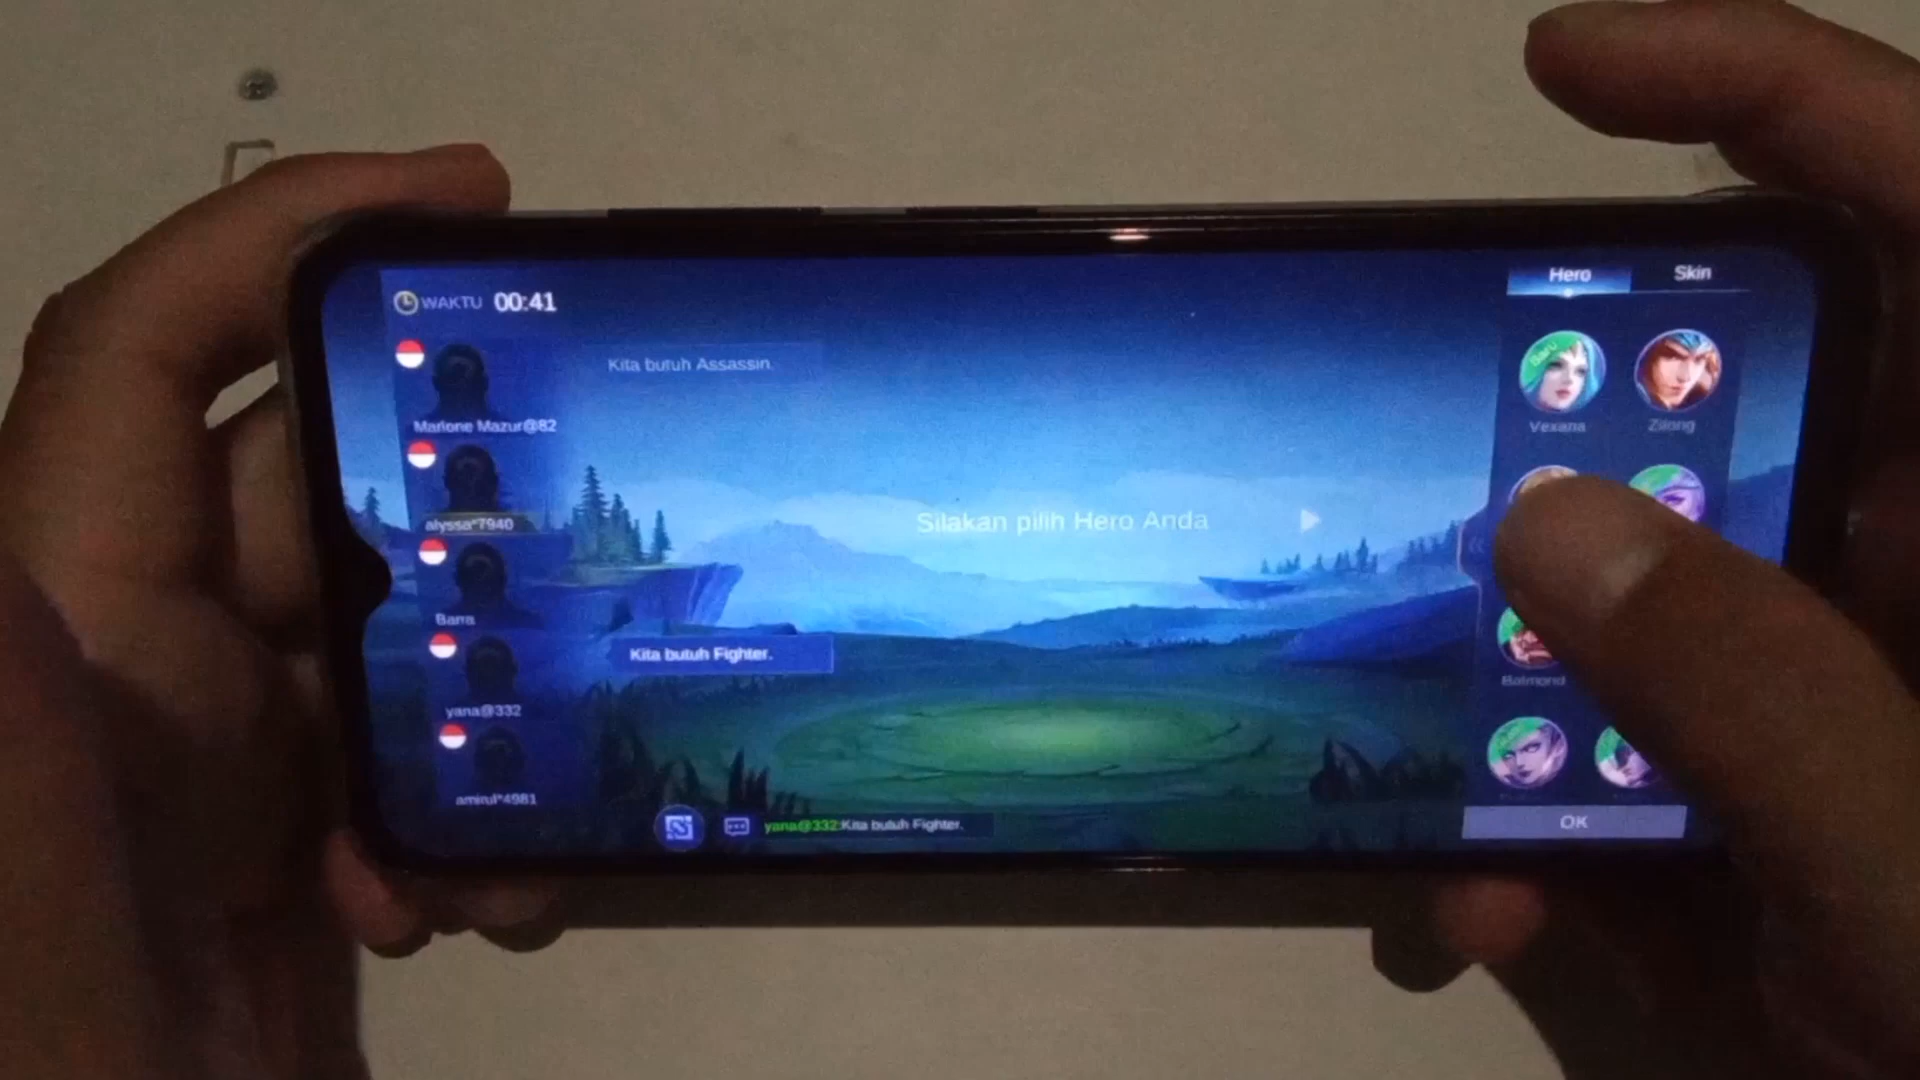 WAKTU 00:41
Hero Skin
Kita butuh Assassin.
Marlone Mazur@82
alyssa*7940
Barra
Kita butuh Fighter.
yana@332
amirul*4981
Silakan pilih Hero Anda
Baru
Vexana Zilong
Balmond
yana@332:Kita butuh Fighter.
OK